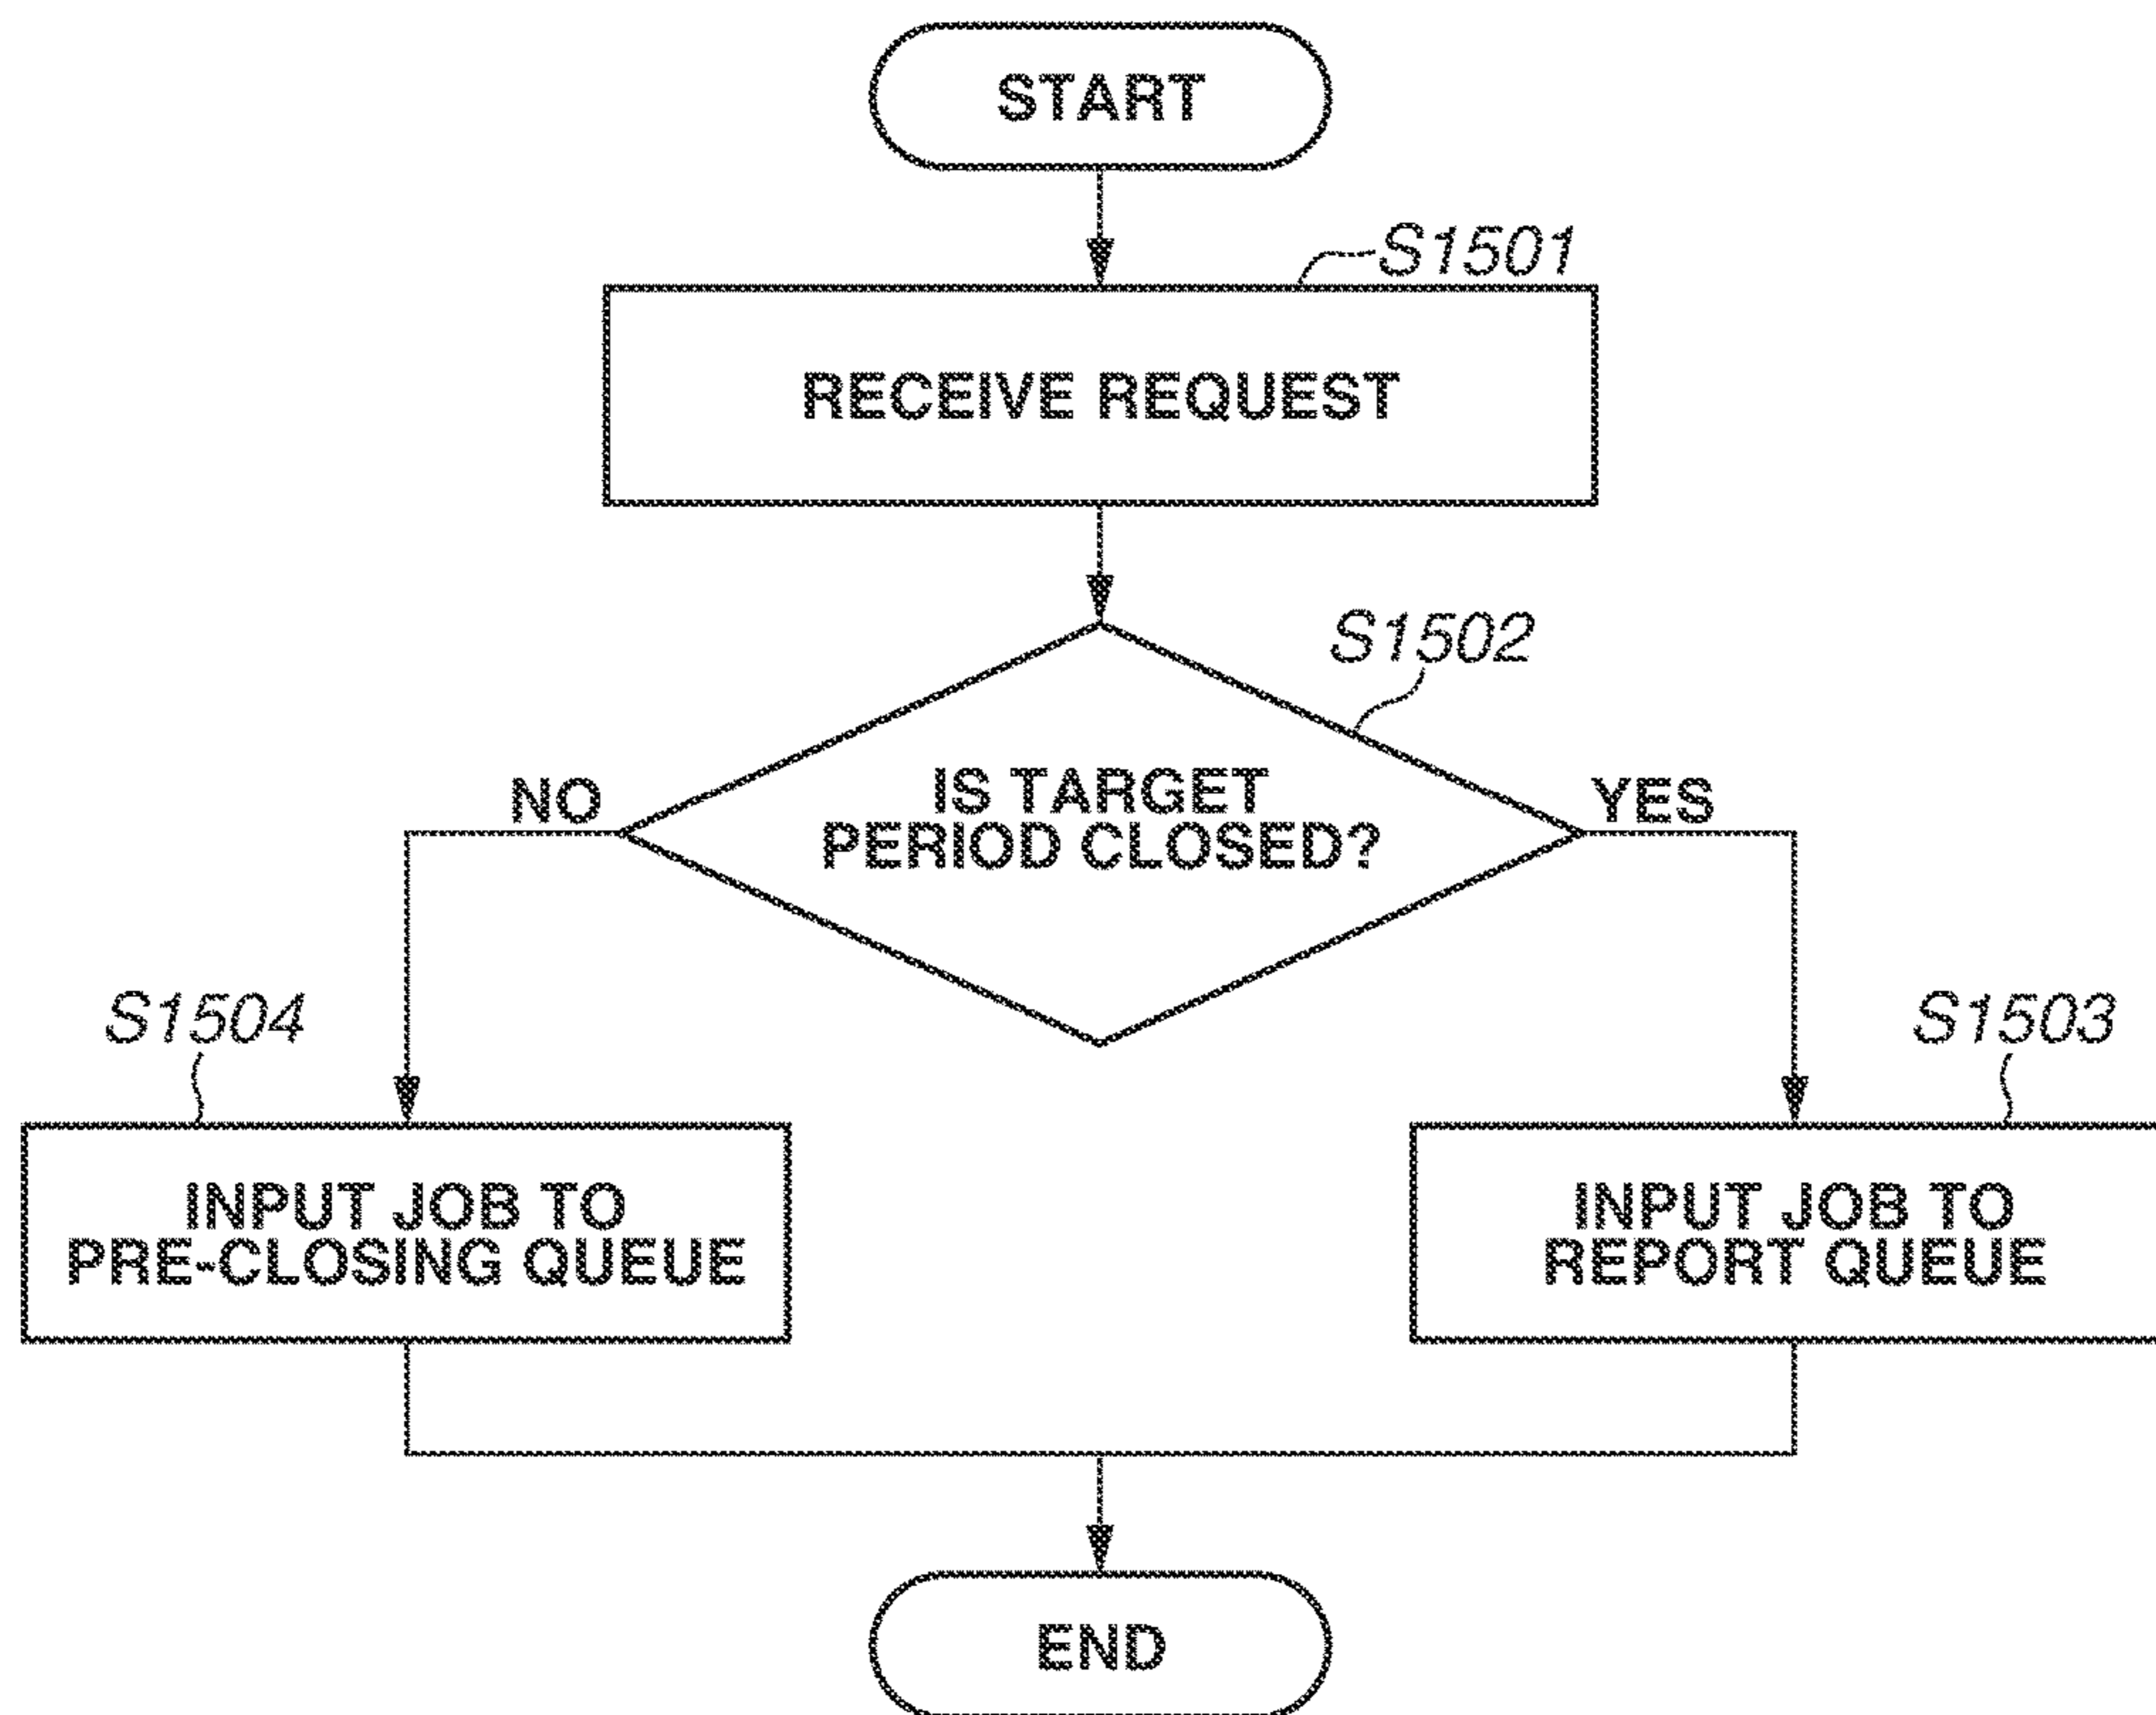 START
S1501
RECEIVE REQUEST
S1502
IS TARGET
PERIOD CLOSED?
NO
YES
S1504
S1503
INPUT JOB TO
PRE-CLOSING QUEUE
INPUT JOB TO
REPORT QUEUE
END